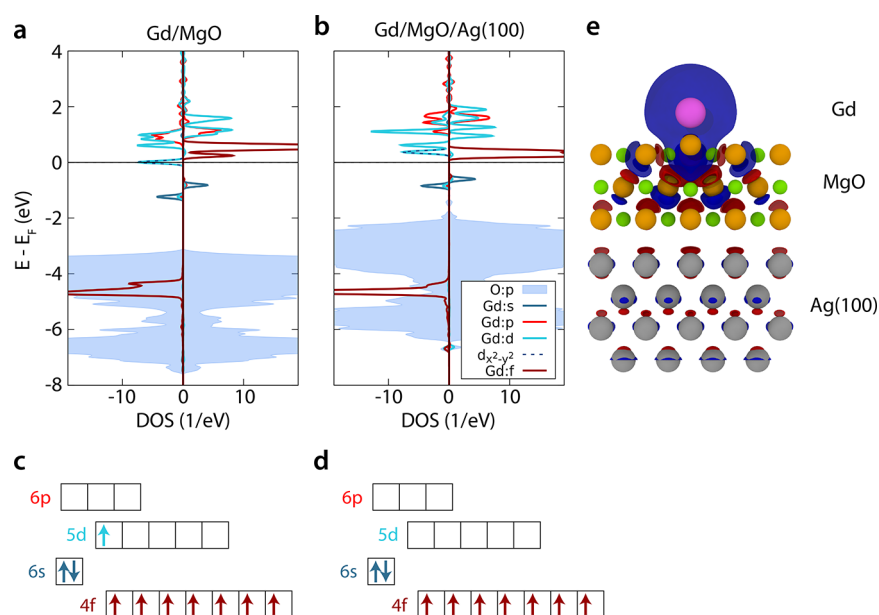 a
Gd/MgO
b
Gd/MgO/Ag(100)
e
4
2
0
-2
-4
-6
-8
E - E_F (eV)
-10
0
10
DOS (1/eV)
-10
0
10
DOS (1/eV)
O:p
Gd:s
Gd:p
Gd:d
d_x²-y²
Gd:f
Gd
MgO
Ag(100)
c
6p
5d
6s
4f
d
6p
5d
6s
4f